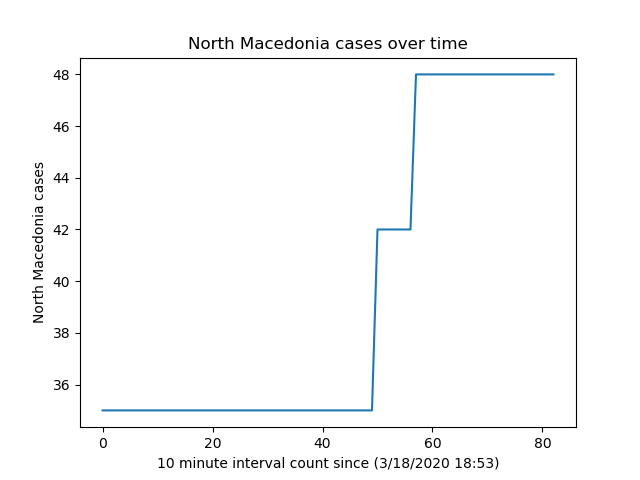 North Macedonia cases over time
North Macedonia cases
48
46
44
42
40
38
36
0 20 40 60 80
10 minute interval count since (3/18/2020 18:53)